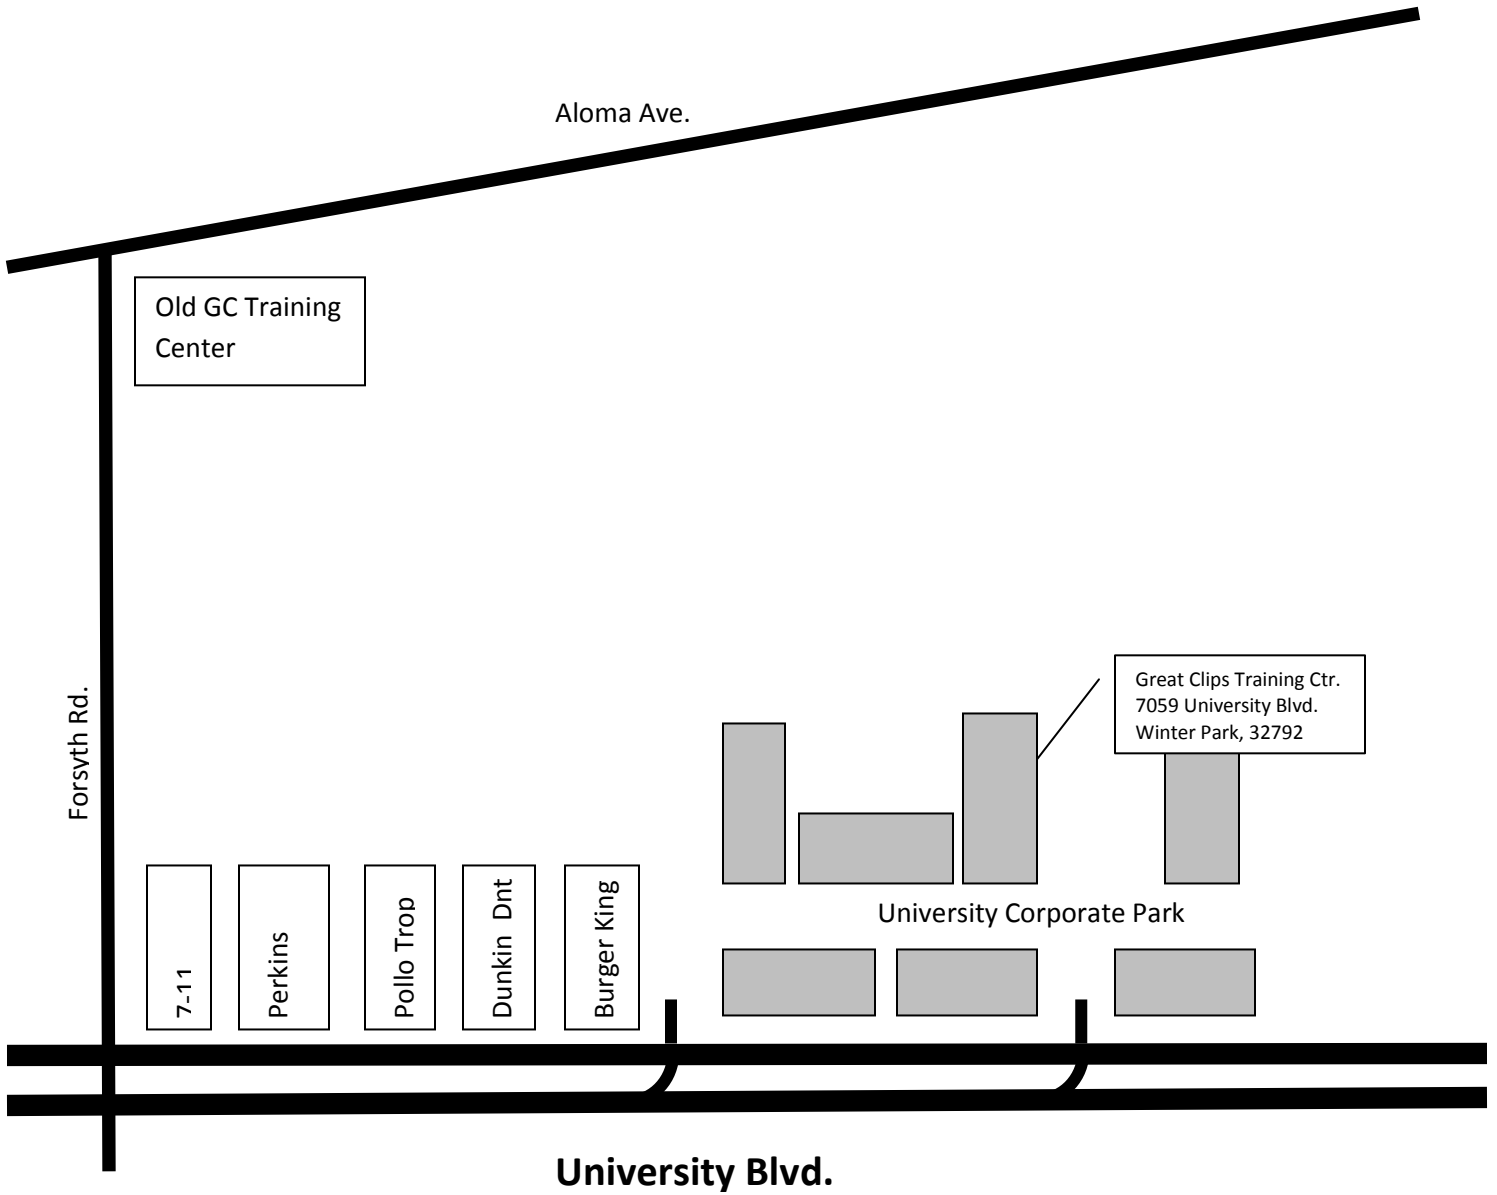 Aloma Ave.
Old GC Training
Center
Forsyth Rd.
Great Clips Training Ctr.
7059 University Blvd.
Winter Park, 32792
7-11
Perkins
Pollo Trop
Dunkin Dnt
Burger King
University Corporate Park
University Blvd.